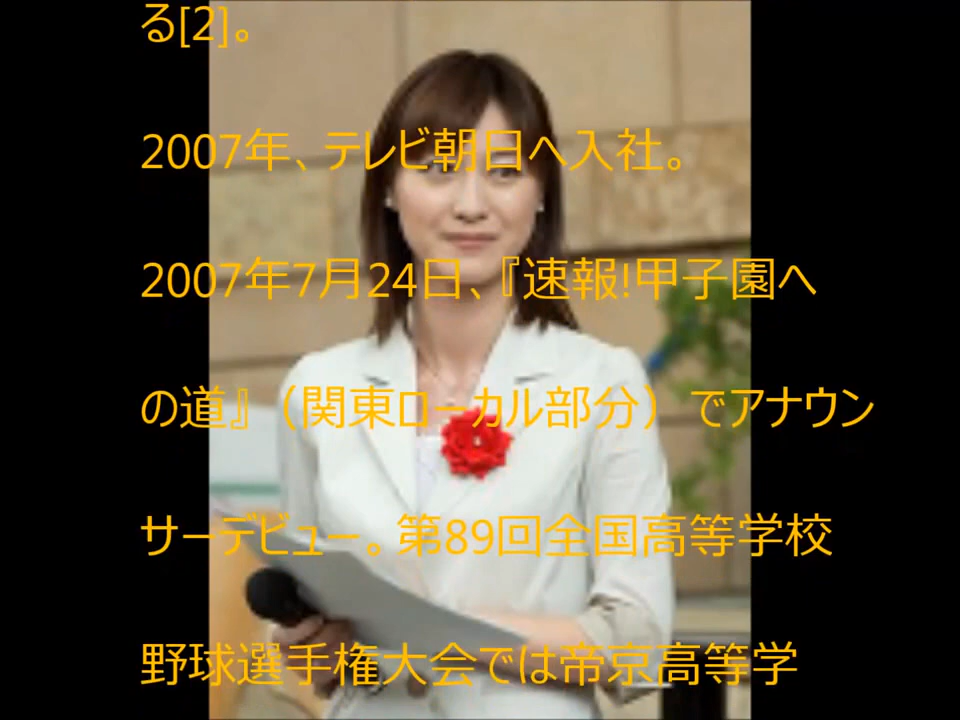 る[2]。
2007年、テレビ朝日へ入社。
2007年7月24日、『速報!甲子園へ
の道』（関東ローカル部分）でアナウン
サーデビュー。第89回全国高等学校
野球選手権大会では帝京高等学